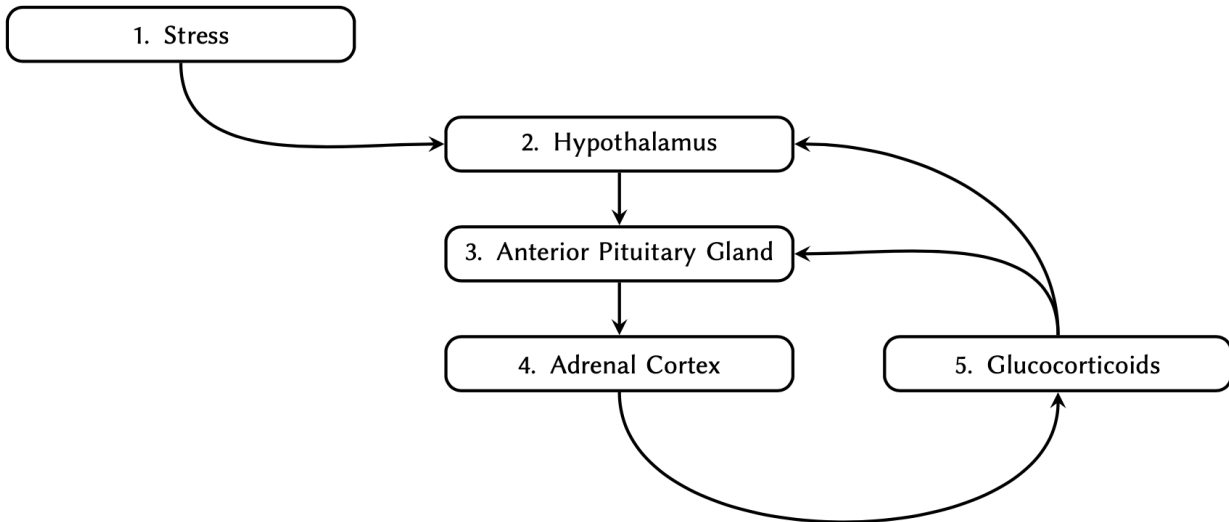 1. Stress
2. Hypothalamus
3. Anterior Pituitary Gland
4. Adrenal Cortex
5. Glucocorticoids